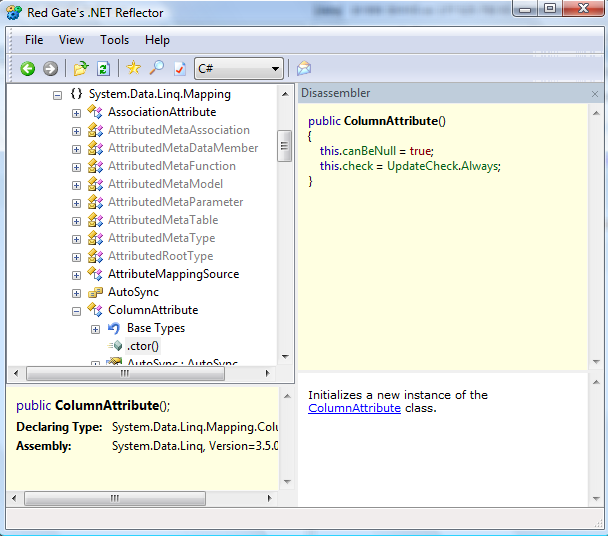 Red Gate's .NET Reflector
File View Tools Help
C#
System.Data.Linq.Mapping
AssociationAttribute
AttributedMetaAssociation
AttributedMetaDataMember
AttributedMetaFunction
AttributedMetaModel
AttributedMetaParameter
AttributedMetaTable
AttributedMetaType
AttributedRootType
AttributeMappingSource
AutoSync
ColumnAttribute
Base Types
.ctor()
AutoSync : AutoSync
Disassembler
public ColumnAttribute()
{
this.canBeNull = true;
this.check = UpdateCheck.Always;
}
public ColumnAttribute();
Declaring Type: System.Data.Linq.Mapping.Colu
Assembly: System.Data.Linq, Version=3.5.0
Initializes a new instance of the
ColumnAttribute class.